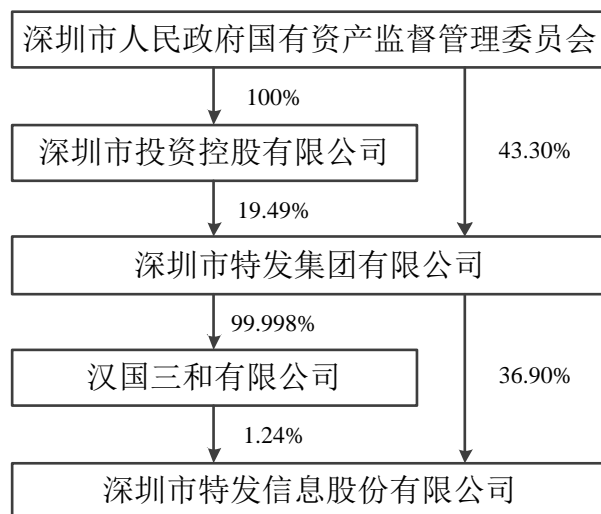 深圳市人民政府国有资产监督管理委员会
100%
深圳市投资控股有限公司
43.30%
19.49%
深圳市特发集团有限公司
99.998%
汉国三和有限公司
36.90%
1.24%
深圳市特发信息股份有限公司